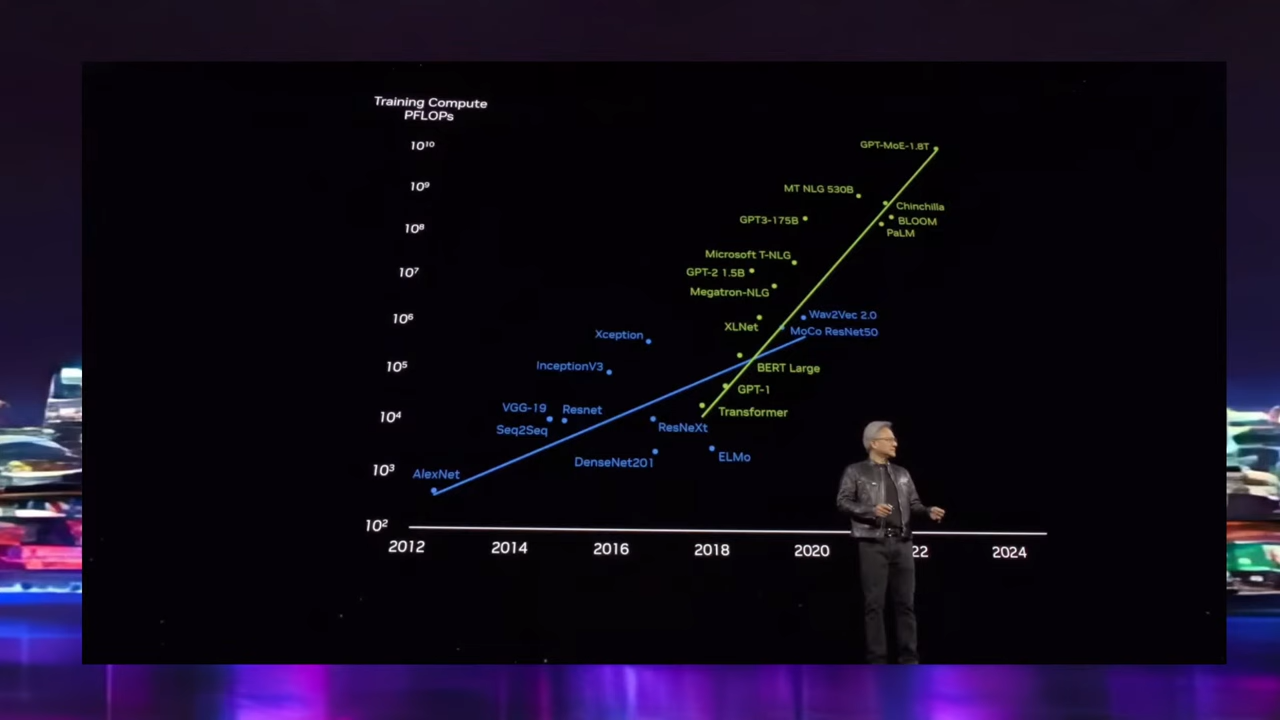 Training Compute
PFLOPs
10¹⁰
GPT-MoE-1.8T
10⁹
MT NLG 530B
Chinchilla
10⁸
GPT3-175B
BLOOM
PaLM
Microsoft T-NLG
10⁷
GPT-2 1.5B
Megatron-NLG
10⁶
Wav2Vec 2.0
XLNet
MoCo ResNet50
Xception
10⁵
InceptionV3
BERT Large
GPT-1
10⁴
VGG-19
Resnet
Transformer
Seq2Seq
ResNeXt
DenseNet201
ELMo
10³
AlexNet
10²
2012 2014 2016 2018 2020 22 2024